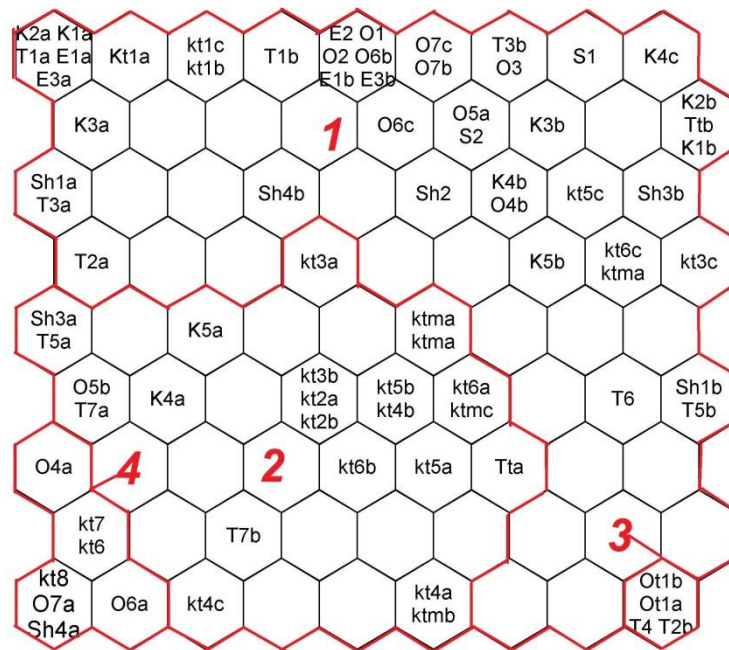 K2a K1a
T1a E1a
E3a
Kt1a
kt1c
kt1b
T1b
E2 O1
O2 O6b
E1b E3b
O7c
O7b
T3b
O3
S1
K4c
K3a
1
O6c
O5a
S2
K3b
K2b
Ttb
K1b
Sh1a
T3a
Sh4b
Sh2
K4b
O4b
kt5c
Sh3b
T2a
kt3a
K5b
kt6c
ktma
kt3c
Sh3a
T5a
K5a
ktma
ktma
O5b
T7a
K4a
kt3b
kt2a
kt2b
kt5b
kt4b
kt6a
ktmc
T6
Sh1b
T5b
O4a
4
2
kt6b
kt5a
Tta
kt7
kt6
T7b
3
kt8
O7a
Sh4a
O6a
kt4c
kt4a
ktmb
Ot1b
Ot1a
T4 T2b